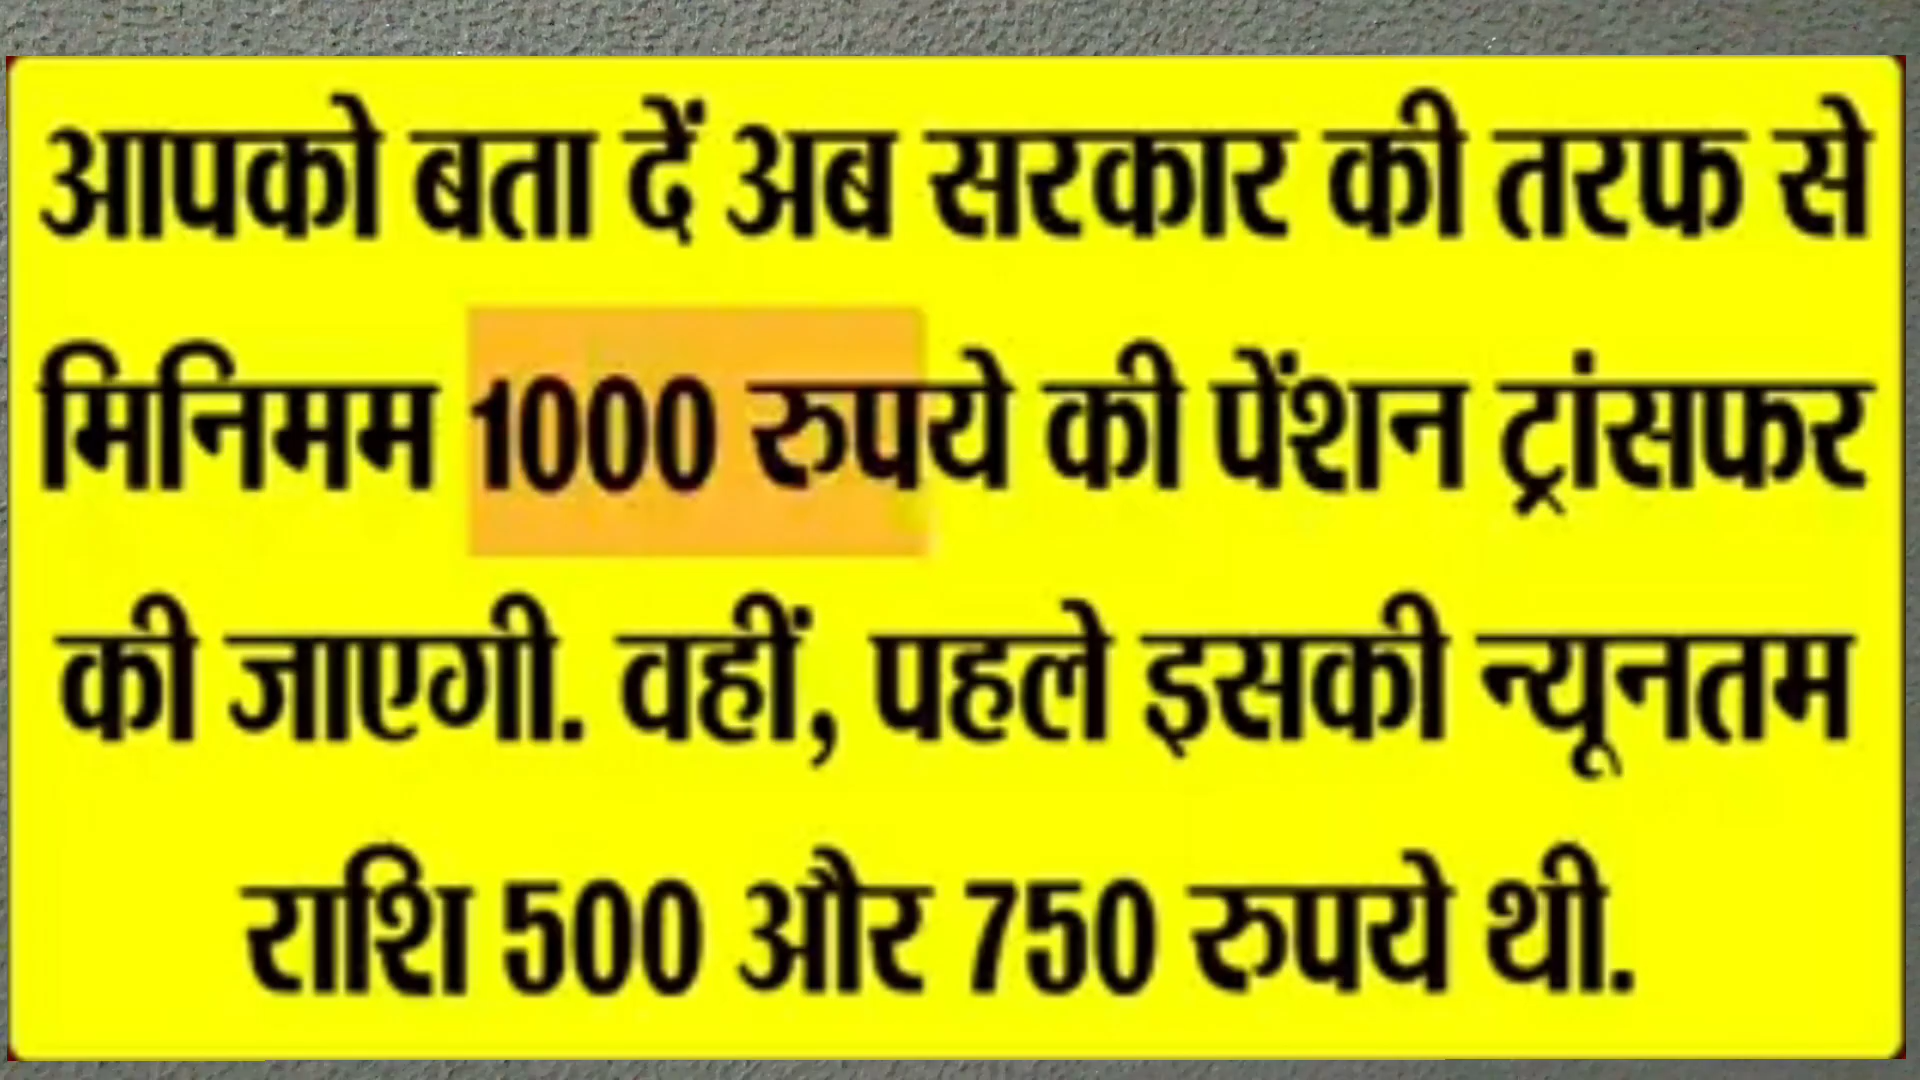 आपको बता दें अब सरकार की तरफ से
मिनिमम 1000 रुपये की पेंशन ट्रांसफर
की जाएगी. वहीं, पहले इसकी न्यूनतम
राशि 500 और 750 रुपये थी.